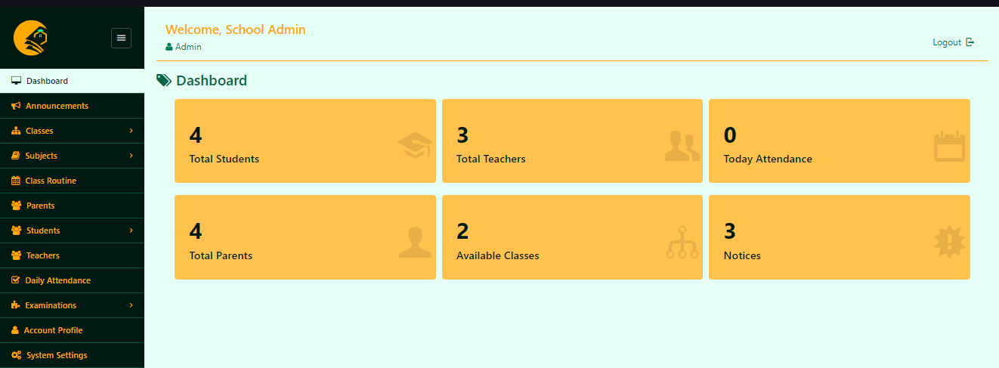 Welcome, School Admin
Admin
Logout
Dashboard
Announcements
Classes
Subjects
Class Routine
Parents
Students
Teachers
Daily Attendance
Examinations
Account Profile
System Settings
Dashboard
4
Total Students
3
Total Teachers
0
Today Attendance
4
Total Parents
2
Available Classes
3
Notices